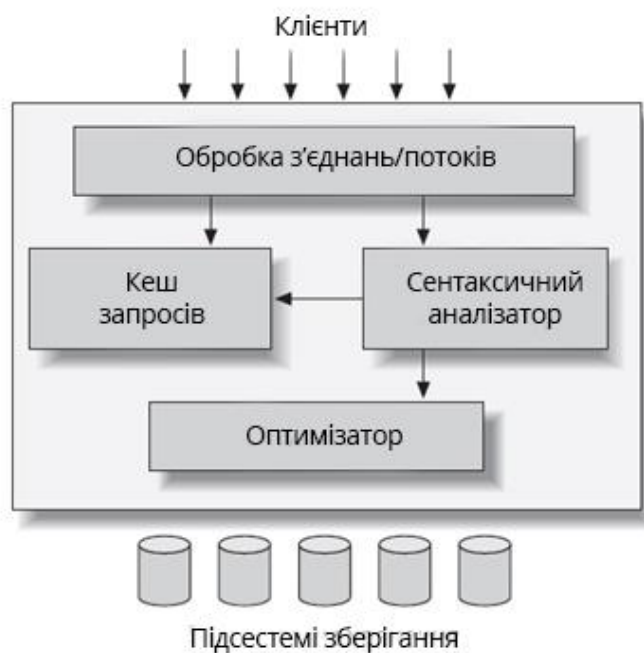 Клієнти
Обробка з’єднань/потоків
Кеш
запросів
Сентаксичний
аналізатор
Оптимізатор
Підсестемі зберігання